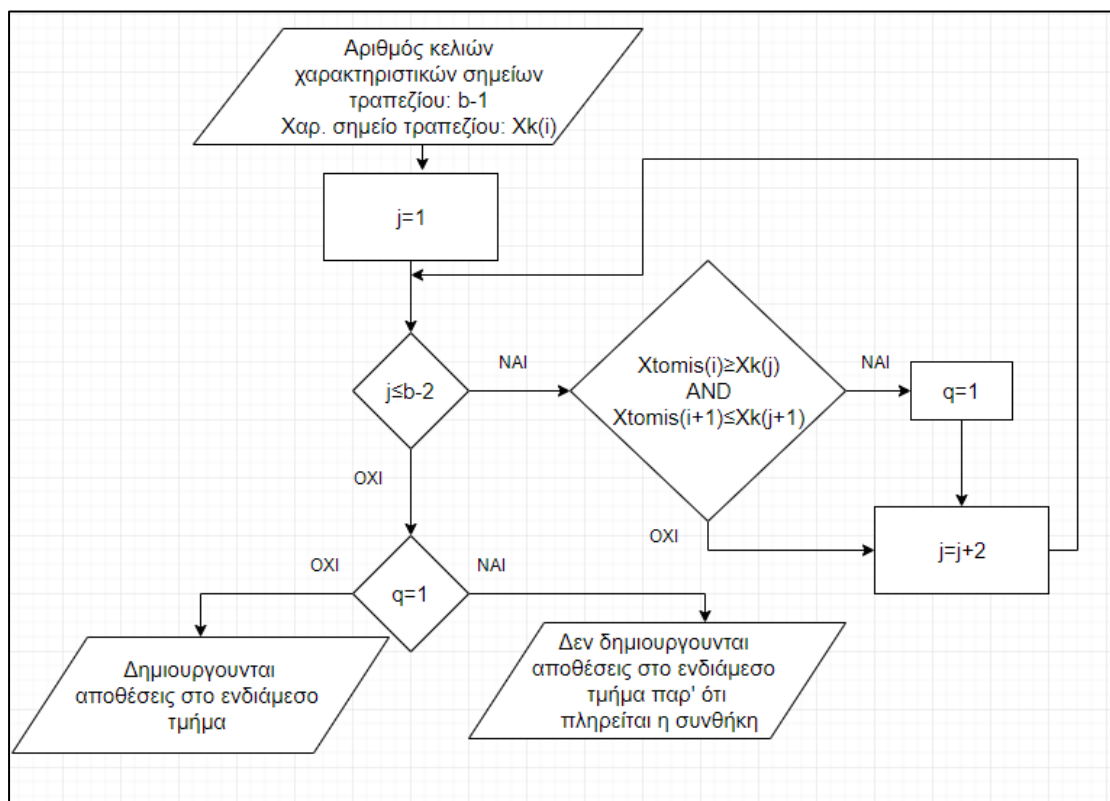 Αριθμός κελιών
χαρακτηριστικών σημείων
τραπεζίου: b-1
Χαρ. σημείο τραπεζίου: Xk(i)
j=1
j≤b-2
ΝΑΙ
Xtomis(i)≥Xk(j)
AND
Xtomis(i+1)≤Xk(j+1)
ΝΑΙ
q=1
ΟΧΙ
ΟΧΙ
j=j+2
ΟΧΙ
q=1
ΝΑΙ
Δημιουργουνται
αποθέσεις στο ενδιάμεσο
τμήμα
Δεν δημιουργουνται
αποθέσεις στο ενδιάμεσο
τμήμα παρ' ότι
πληρείται η συνθήκη